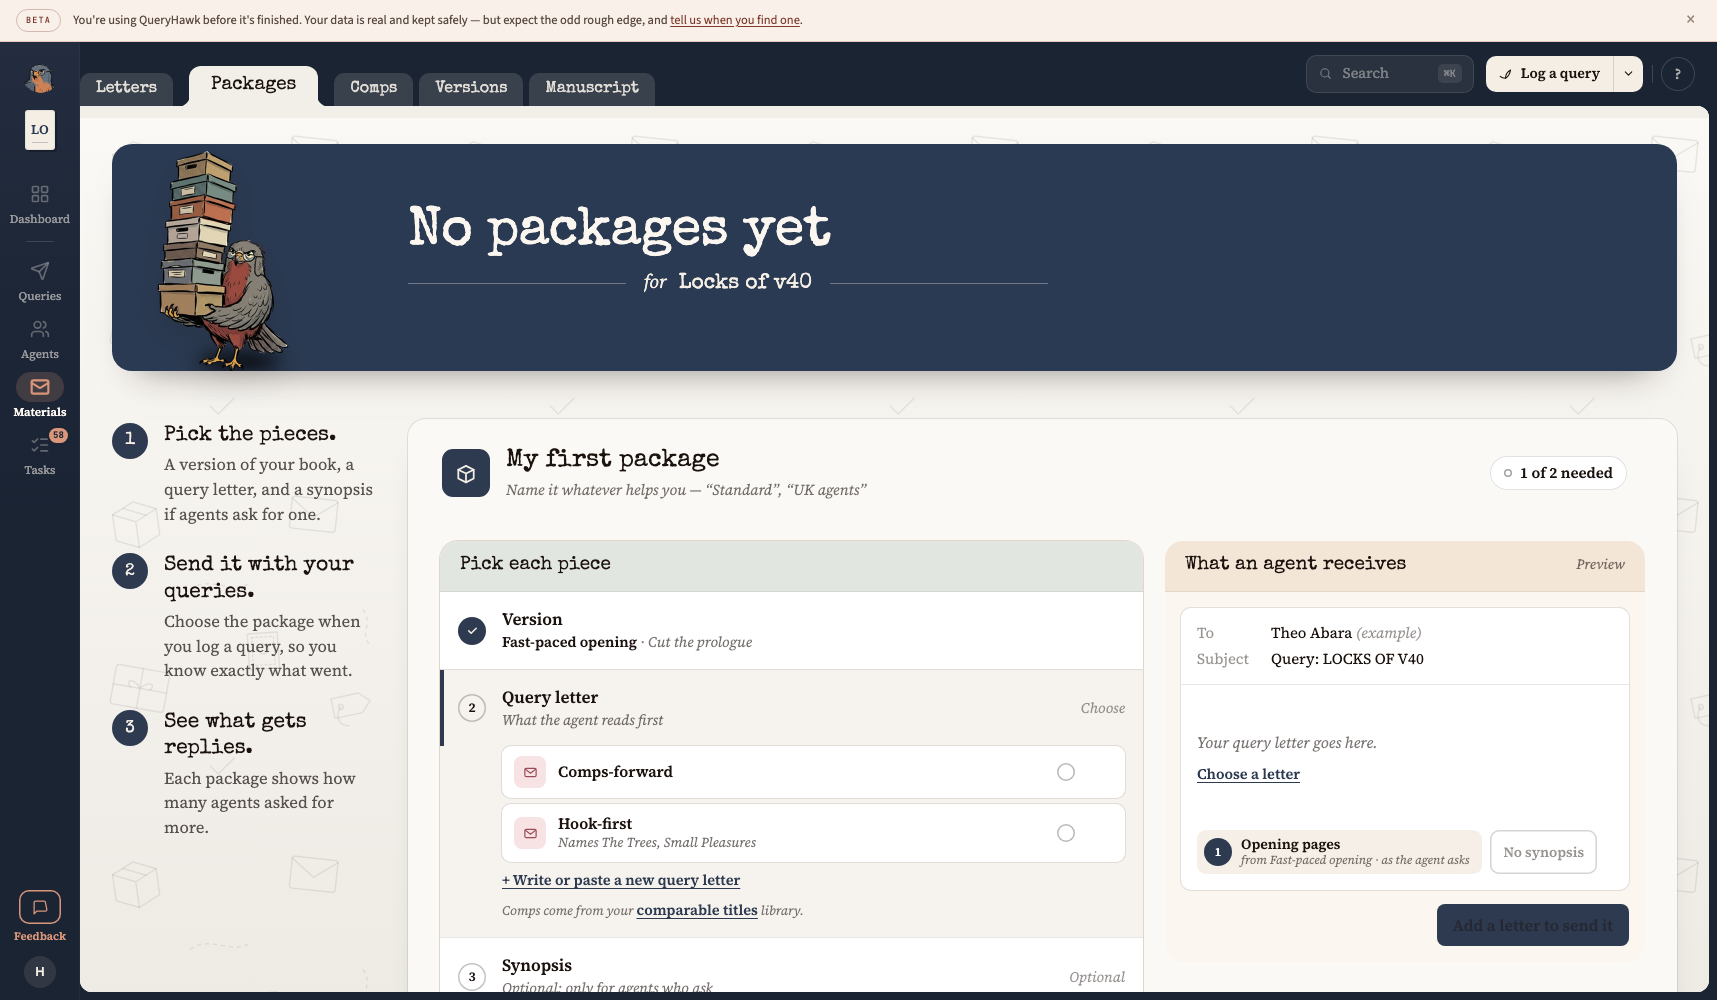 BETA
You're using QueryHawk before it's finished. Your data is real and kept safely — but expect the odd rough edge, and tell us when you find one.
×
Letters
Packages
Comps
Versions
Manuscript
Search
⌘K
Log a query
?
LO
Dashboard
Queries
Agents
Materials
58
Tasks
Feedback
H
No packages yet
for Locks of v40
1
Pick the pieces.
A version of your book, a
query letter, and a synopsis
if agents ask for one.
2
Send it with your
queries.
Choose the package when
you log a query, so you
know exactly what went.
3
See what gets
replies.
Each package shows how
many agents asked for
more.
My first package
Name it whatever helps you — “Standard”, “UK agents”
1 of 2 needed
Pick each piece
Version
Fast-paced opening · Cut the prologue
2
Query letter
What the agent reads first
Choose
Comps-forward
Hook-first
Names The Trees, Small Pleasures
+ Write or paste a new query letter
Comps come from your comparable titles library.
3
Synopsis
Optional: only for agents who ask
Optional
What an agent receives
Preview
To
Theo Abara (example)
Subject
Query: LOCKS OF V40
Your query letter goes here.
Choose a letter
1
Opening pages
from Fast-paced opening · as the agent asks
No synopsis
Add a letter to send it